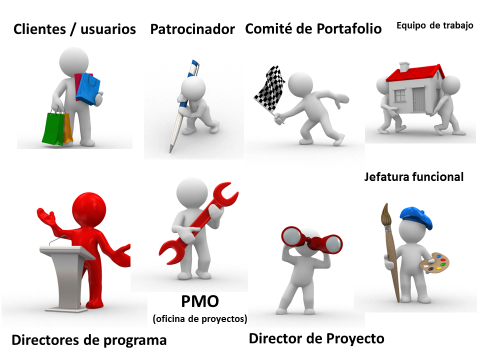 Clientes / usuarios
Patrocinador
Comité de Portafolio
Equipo de trabajo
Jefatura funcional
PMO
(oficina de proyectos)
Directores de programa
Director de Proyecto